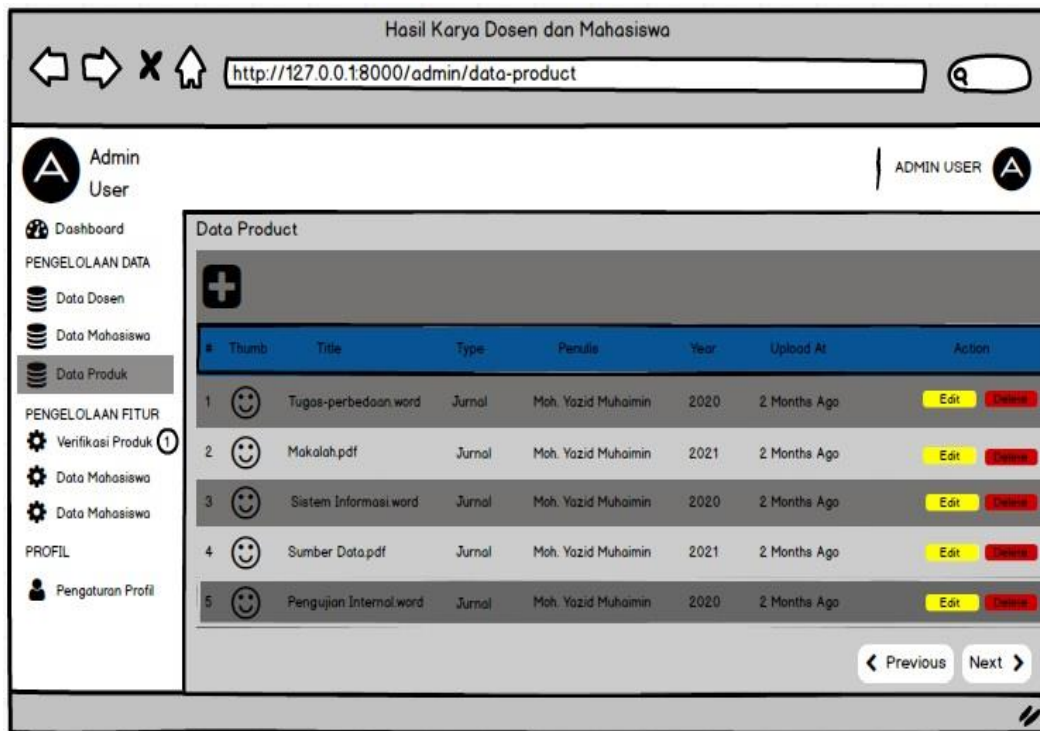 Hasil Karya Dosen dan Mahasiswa
http://127.0.0.1:8000/admin/data-product
Admin
User
ADMIN USER
Dashboard
PENGELOLAAN DATA
Data Dosen
Data Mahasiswa
Data Produk
PENGELOLAAN FITUR
Verifikasi Produk 1
Data Mahasiswa
Data Mahasiswa
PROFIL
Pengaturan Profil
Data Product
# Thumb Title Type Penulis Year Upload At Action
1 Tugas-perbedaan.word Jurnal Moh. Yazid Muhaimin 2020 2 Months Ago Edit Delete
2 Makalah.pdf Jurnal Moh. Yazid Muhaimin 2021 2 Months Ago Edit Delete
3 Sistem Informasi.word Jurnal Moh. Yazid Muhaimin 2020 2 Months Ago Edit Delete
4 Sumber Data.pdf Jurnal Moh. Yazid Muhaimin 2021 2 Months Ago Edit Delete
5 Pengujian Internal.word Jurnal Moh. Yazid Muhaimin 2020 2 Months Ago Edit Delete
Previous Next